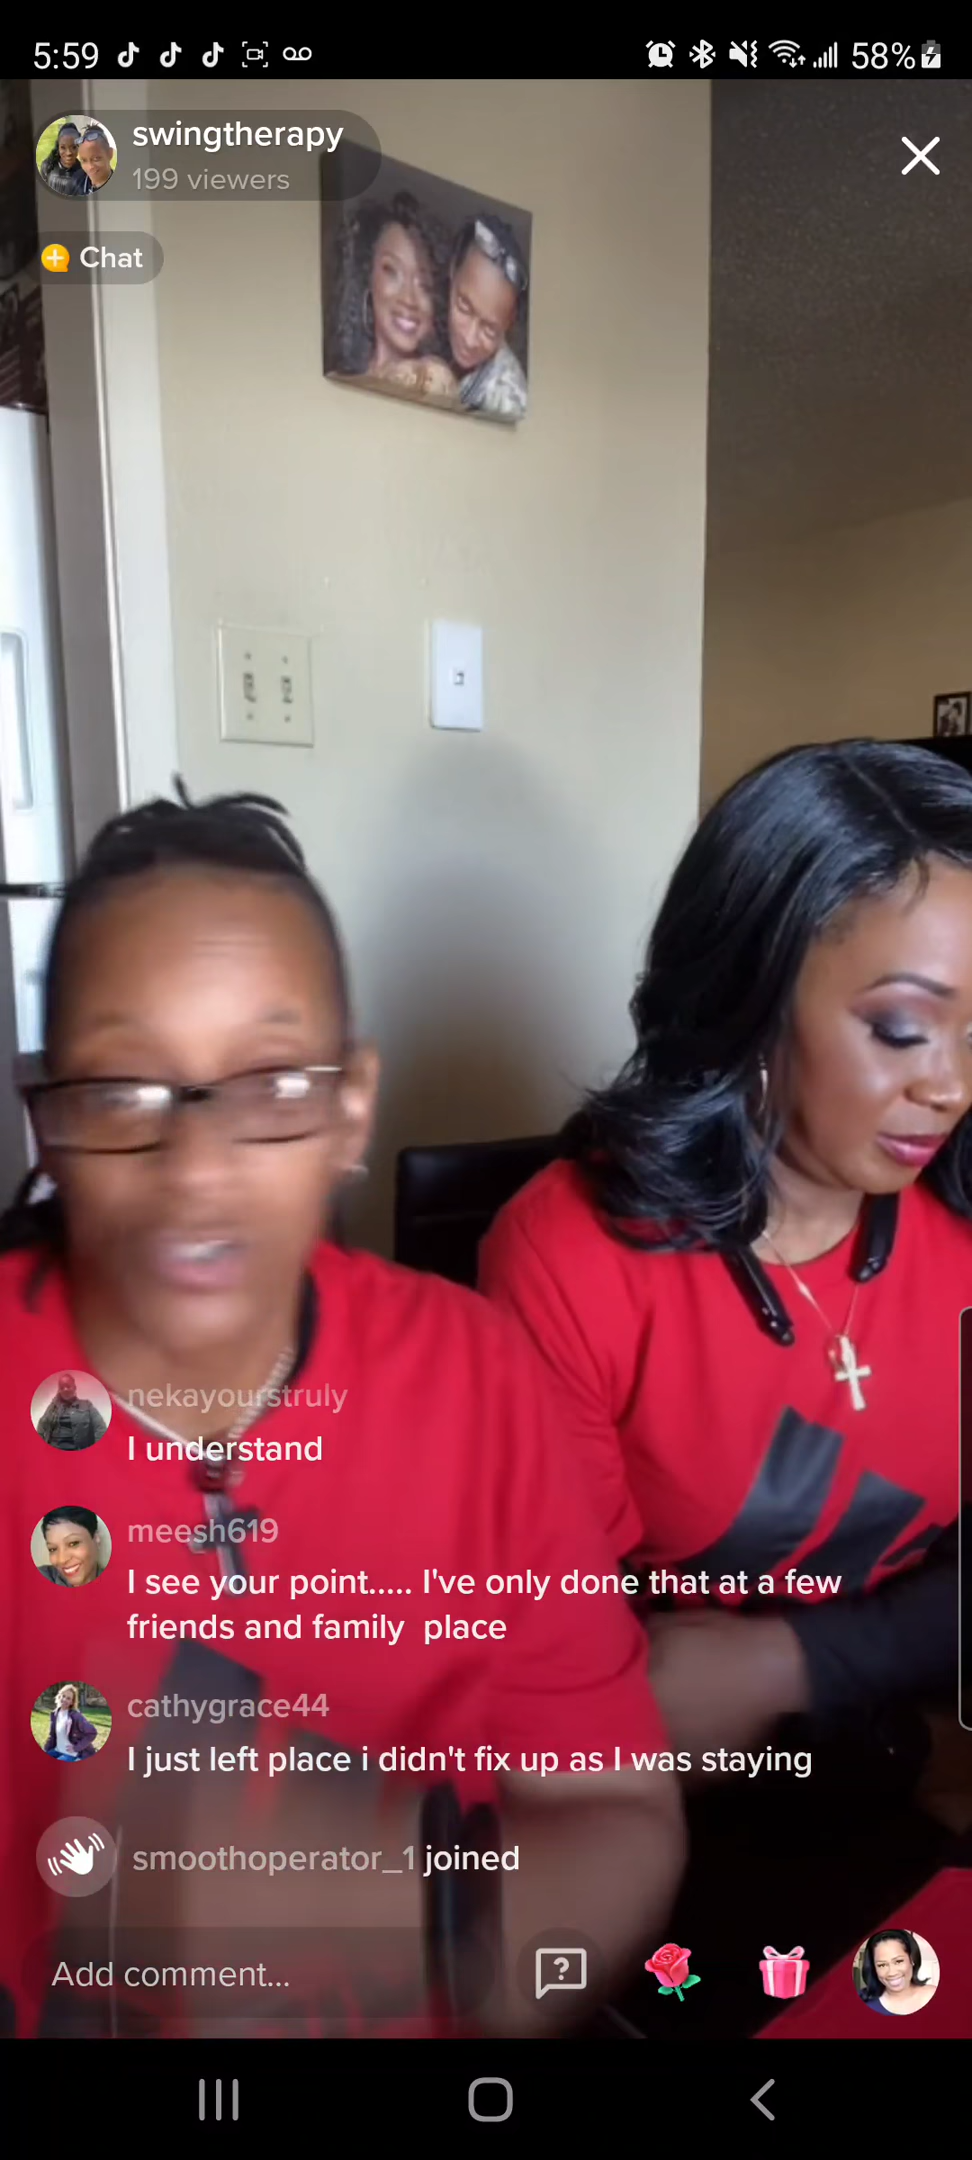 5:59
58%
swingtherapy
199 viewers
Chat
nekayourstruly
I understand
meesh619
I see your point..... I've only done that at a few
friends and family place
cathygrace44
I just left place i didn't fix up as I was staying
smoothoperator_1 joined
Add comment...